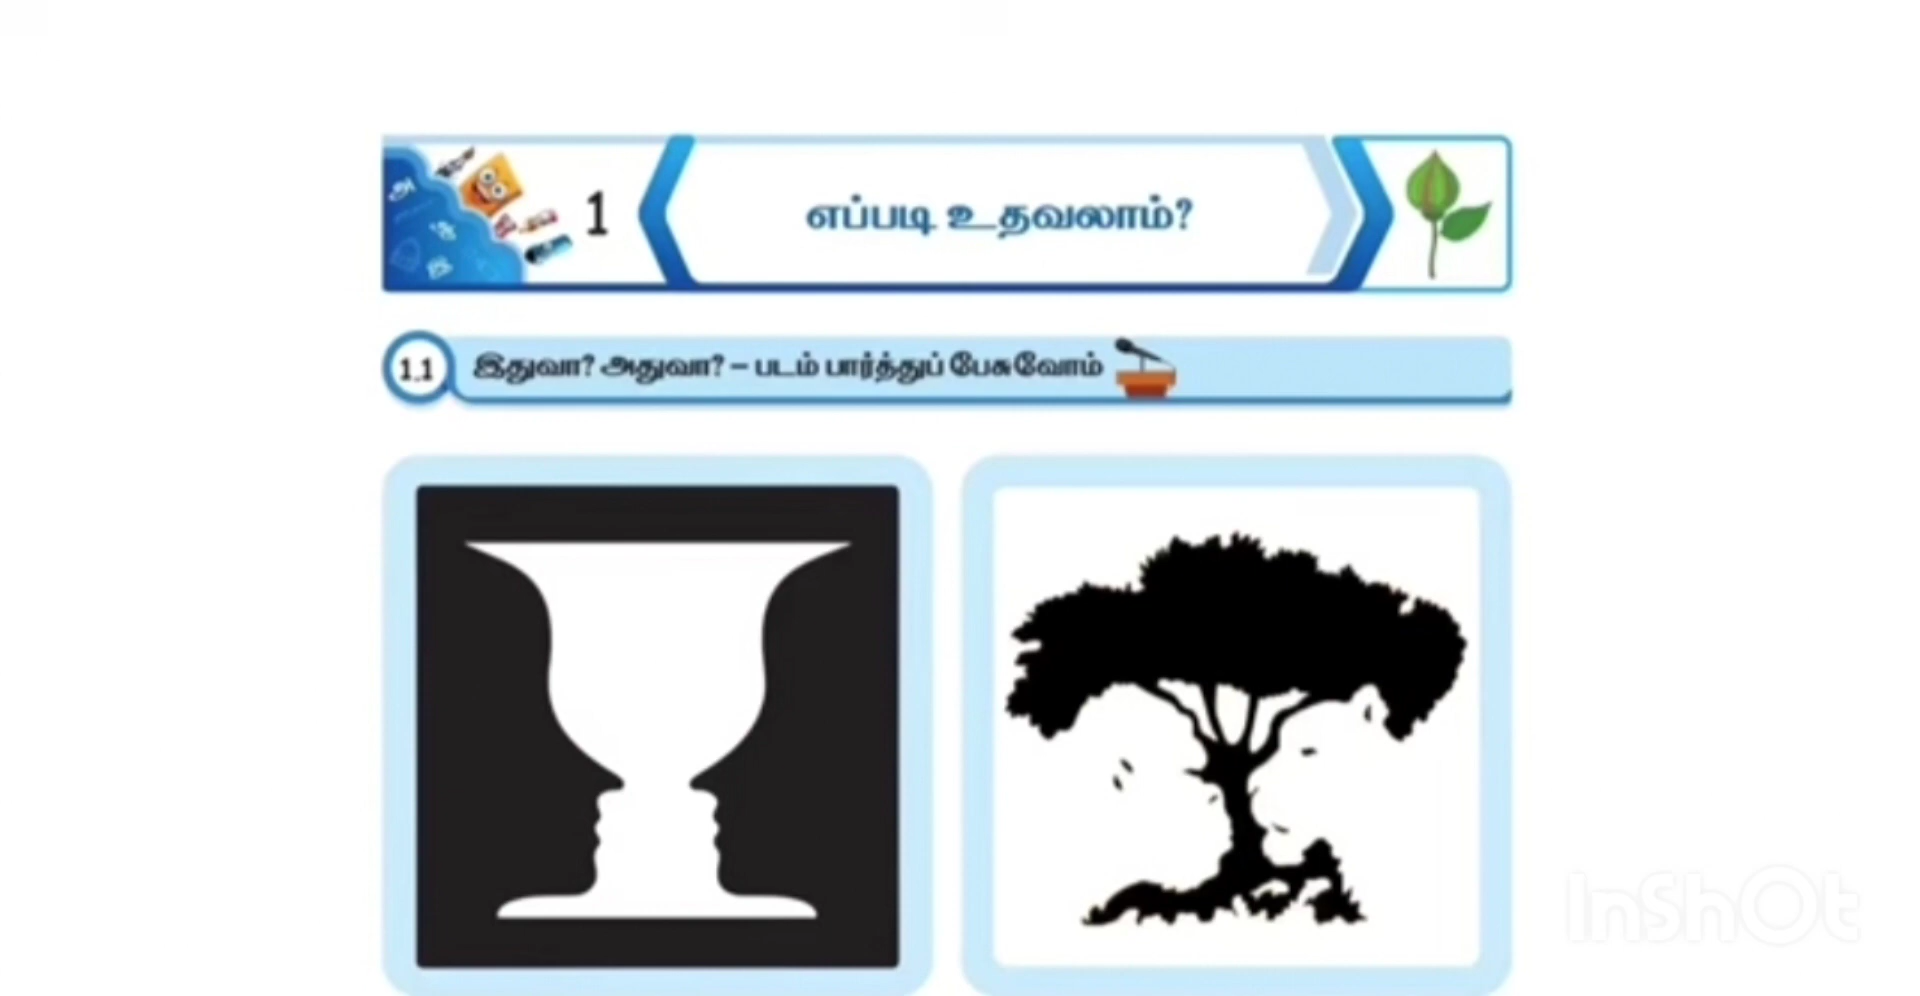 1
எப்படி உதவலாம்?
1.1 இதுவா? அதுவா? – படம் பார்த்துப் பேசுவோம்
InShOt